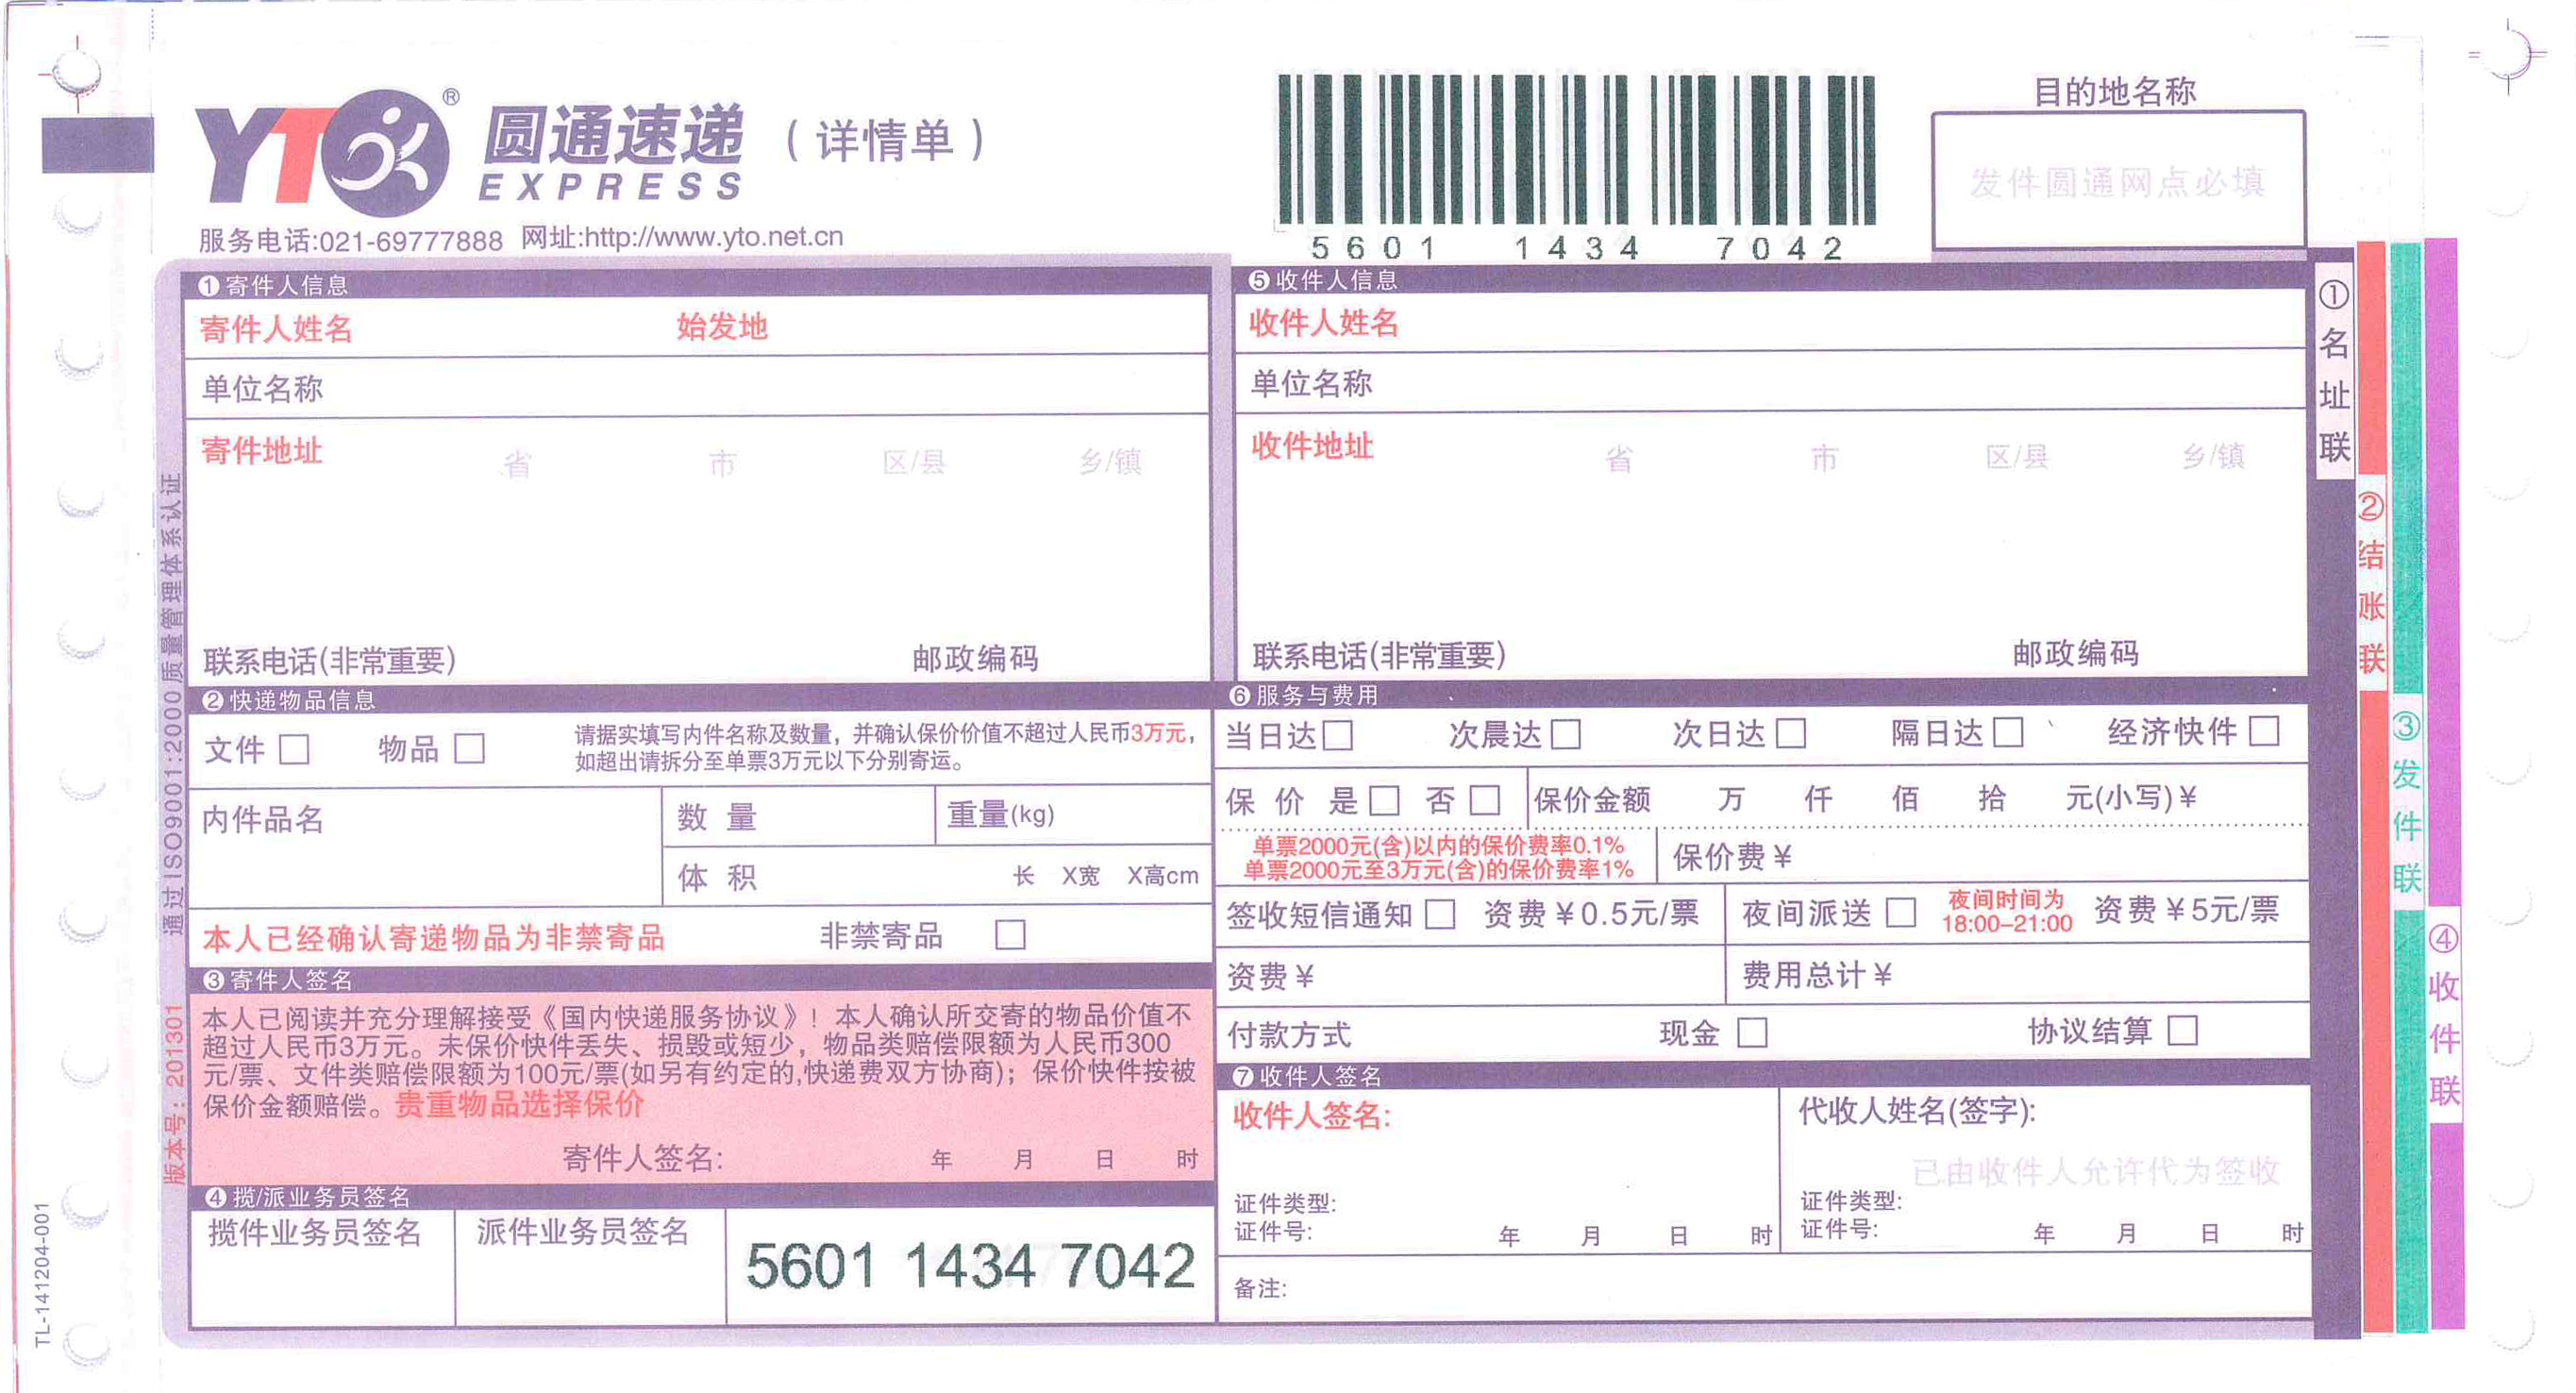 YTO® 圆通速递 (详情单)
EXPRESS
服务电话:021-69777888 网址:http://www.yto.net.cn
5601 1434 7042
目的地名称
发件圆通网点必填
❶寄件人信息
寄件人姓名 始发地
单位名称
寄件地址 省 市 区/县 乡/镇
联系电话(非常重要) 邮政编码
❷快递物品信息
文件□ 物品□
请据实填写内件名称及数量，并确认保价价值不超过人民币3万元，
如超出请拆分至单票3万元以下分别寄运。
内件品名 数量 重量(kg)
体积 长 X宽 X高cm
本人已经确认寄递物品为非禁寄品 非禁寄品□
❸寄件人签名
本人已阅读并充分理解接受《国内快递服务协议》！本人确认所交寄的物品价值不
超过人民币3万元。未保价快件丢失、损毁或短少，物品类赔偿限额为人民币300
元/票、文件类赔偿限额为100元/票(如另有约定的,快递费双方协商)；保价快件按被
保价金额赔偿。贵重物品选择保价
寄件人签名: 年 月 日 时
❹揽/派业务员签名
揽件业务员签名 派件业务员签名 5601 1434 7042
❺收件人信息
收件人姓名
单位名称
收件地址 省 市 区/县 乡/镇
联系电话(非常重要) 邮政编码
❻服务与费用
当日达□ 次晨达□ 次日达□ 隔日达□ 经济快件□
保价 是□ 否□ 保价金额 万 仟 佰 拾 元(小写)¥
单票2000元(含)以内的保价费率0.1%
单票2000元至3万元(含)的保价费率1%
保价费¥
签收短信通知□ 资费¥0.5元/票 夜间派送□ 夜间时间为
18:00-21:00 资费¥5元/票
资费¥ 费用总计¥
付款方式 现金□ 协议结算□
❼收件人签名
收件人签名: 代收人姓名(签字):
已由收件人允许代为签收
证件类型: 证件类型:
证件号: 年 月 日 时 证件号: 年 月 日 时
备注:
①名址联
②结账联
③发件联
④收件联
通过ISO9001:2000质量管理体系认证
版本号：201301
TL-141204-001